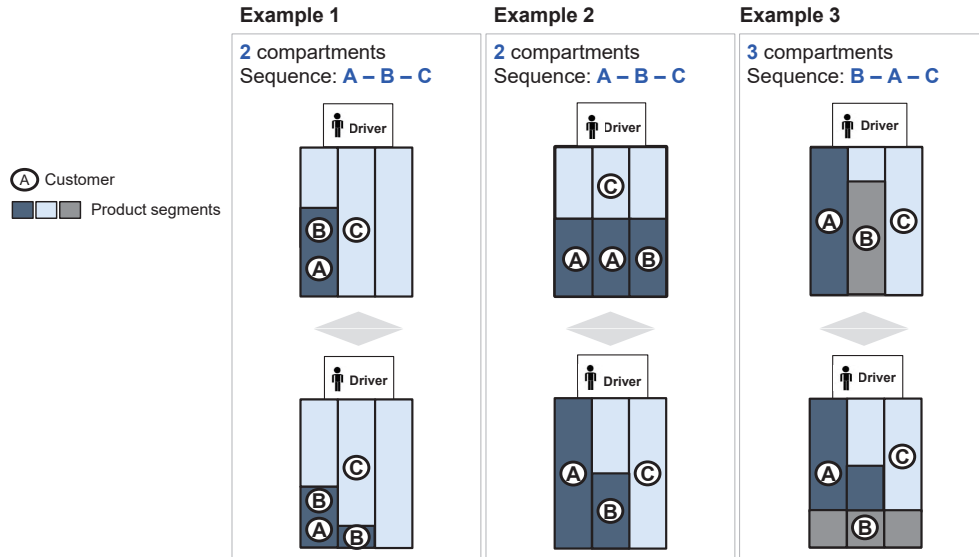 Example 1
Example 2
Example 3
2 compartments
Sequence: A – B – C
2 compartments
Sequence: A – B – C
3 compartments
Sequence: B – A – C
Driver
Driver
Driver
A Customer
Product segments
B
C
A
C
A
A
B
A
B
C
Driver
Driver
Driver
C
B
A
B
A
C
B
A
C
B